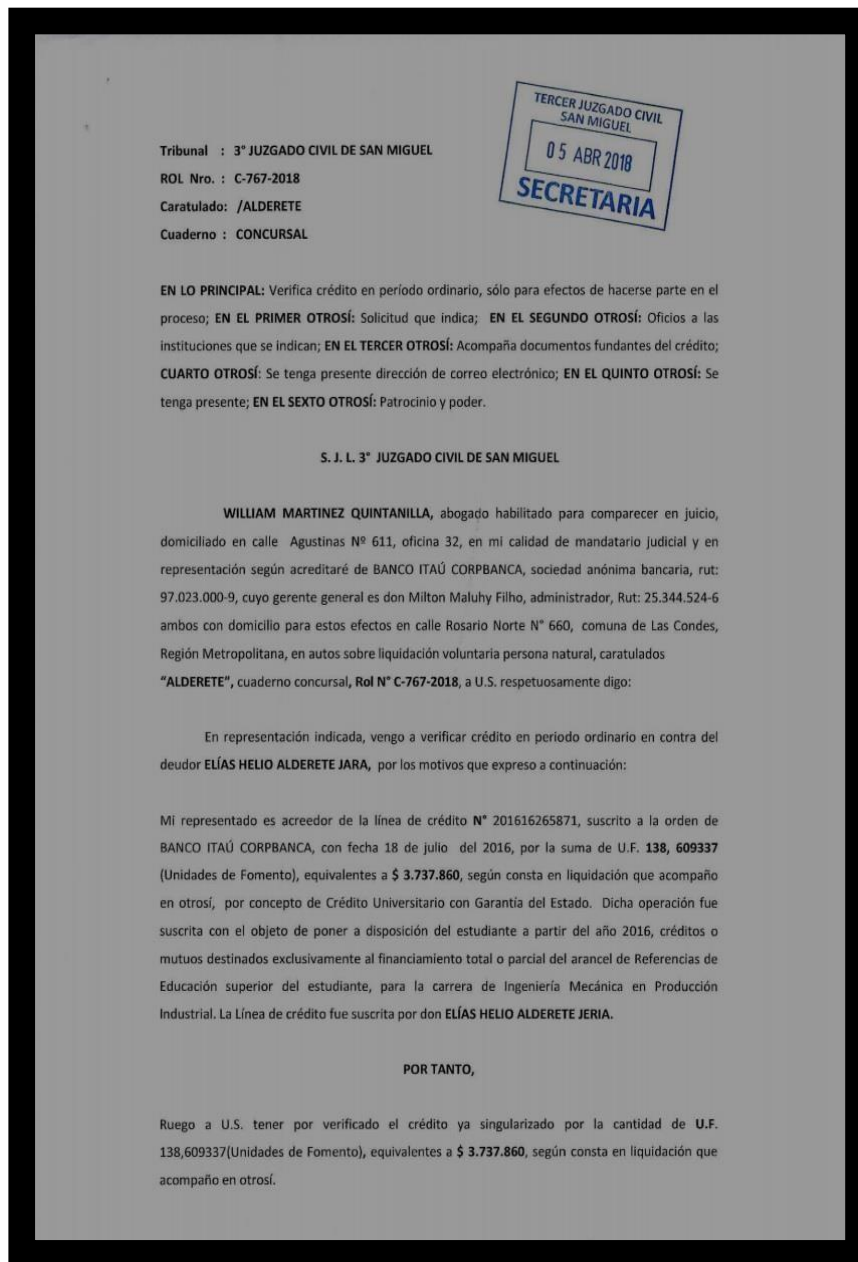 TERCER JUZGADO CIVIL
SAN MIGUEL
05 ABR 2018
SECRETARIA
Tribunal : 3° JUZGADO CIVIL DE SAN MIGUEL
ROL Nro. : C-767-2018
Caratulado: /ALDERETE
Cuaderno : CONCURSAL
EN LO PRINCIPAL: Verifica crédito en período ordinario, sólo para efectos de hacerse parte en el
proceso; EN EL PRIMER OTROSÍ: Solicitud que indica; EN EL SEGUNDO OTROSÍ: Oficios a las
instituciones que se indican; EN EL TERCER OTROSÍ: Acompaña documentos fundantes del crédito;
CUARTO OTROSÍ: Se tenga presente dirección de correo electrónico; EN EL QUINTO OTROSÍ: Se
tenga presente; EN EL SEXTO OTROSÍ: Patrocinio y poder.
S. J. L. 3° JUZGADO CIVIL DE SAN MIGUEL
WILLIAM MARTINEZ QUINTANILLA, abogado habilitado para comparecer en juicio,
domiciliado en calle Agustinas Nº 611, oficina 32, en mi calidad de mandatario judicial y en
representación según acreditaré de BANCO ITAÚ CORPBANCA, sociedad anónima bancaria, rut:
97.023.000-9, cuyo gerente general es don Milton Maluhy Filho, administrador, Rut: 25.344.524-6
ambos con domicilio para estos efectos en calle Rosario Norte N° 660, comuna de Las Condes,
Región Metropolitana, en autos sobre liquidación voluntaria persona natural, caratulados
"ALDERETE", cuaderno concursal, Rol N° C-767-2018, a U.S. respetuosamente digo:
En representación indicada, vengo a verificar crédito en periodo ordinario en contra del
deudor ELÍAS HELIO ALDERETE JARA, por los motivos que expreso a continuación:
Mi representado es acreedor de la línea de crédito N° 201616265871, suscrito a la orden de
BANCO ITAÚ CORPBANCA, con fecha 18 de julio del 2016, por la suma de U.F. 138, 609337
(Unidades de Fomento), equivalentes a $ 3.737.860, según consta en liquidación que acompaño
en otrosí, por concepto de Crédito Universitario con Garantía del Estado. Dicha operación fue
suscrita con el objeto de poner a disposición del estudiante a partir del año 2016, créditos o
mutuos destinados exclusivamente al financiamiento total o parcial del arancel de Referencias de
Educación superior del estudiante, para la carrera de Ingeniería Mecánica en Producción
Industrial. La Línea de crédito fue suscrita por don ELÍAS HELIO ALDERETE JERIA.
POR TANTO,
Ruego a U.S. tener por verificado el crédito ya singularizado por la cantidad de U.F.
138,609337(Unidades de Fomento), equivalentes a $ 3.737.860, según consta en liquidación que
acompaño en otrosí.